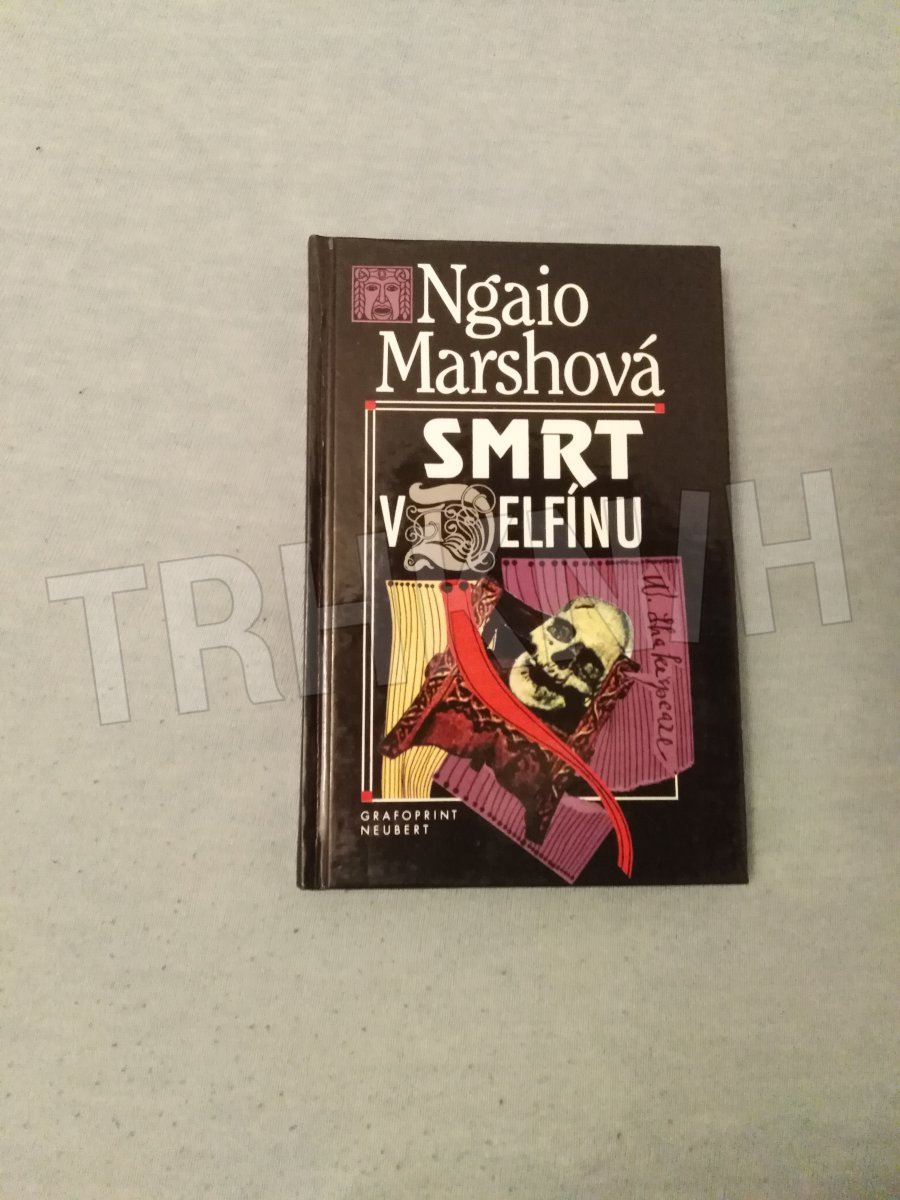 Ngaio
Marshová
SMRT
V DELFÍNU
W. Shakespeare
GRAFOPRINT
NEUBERT